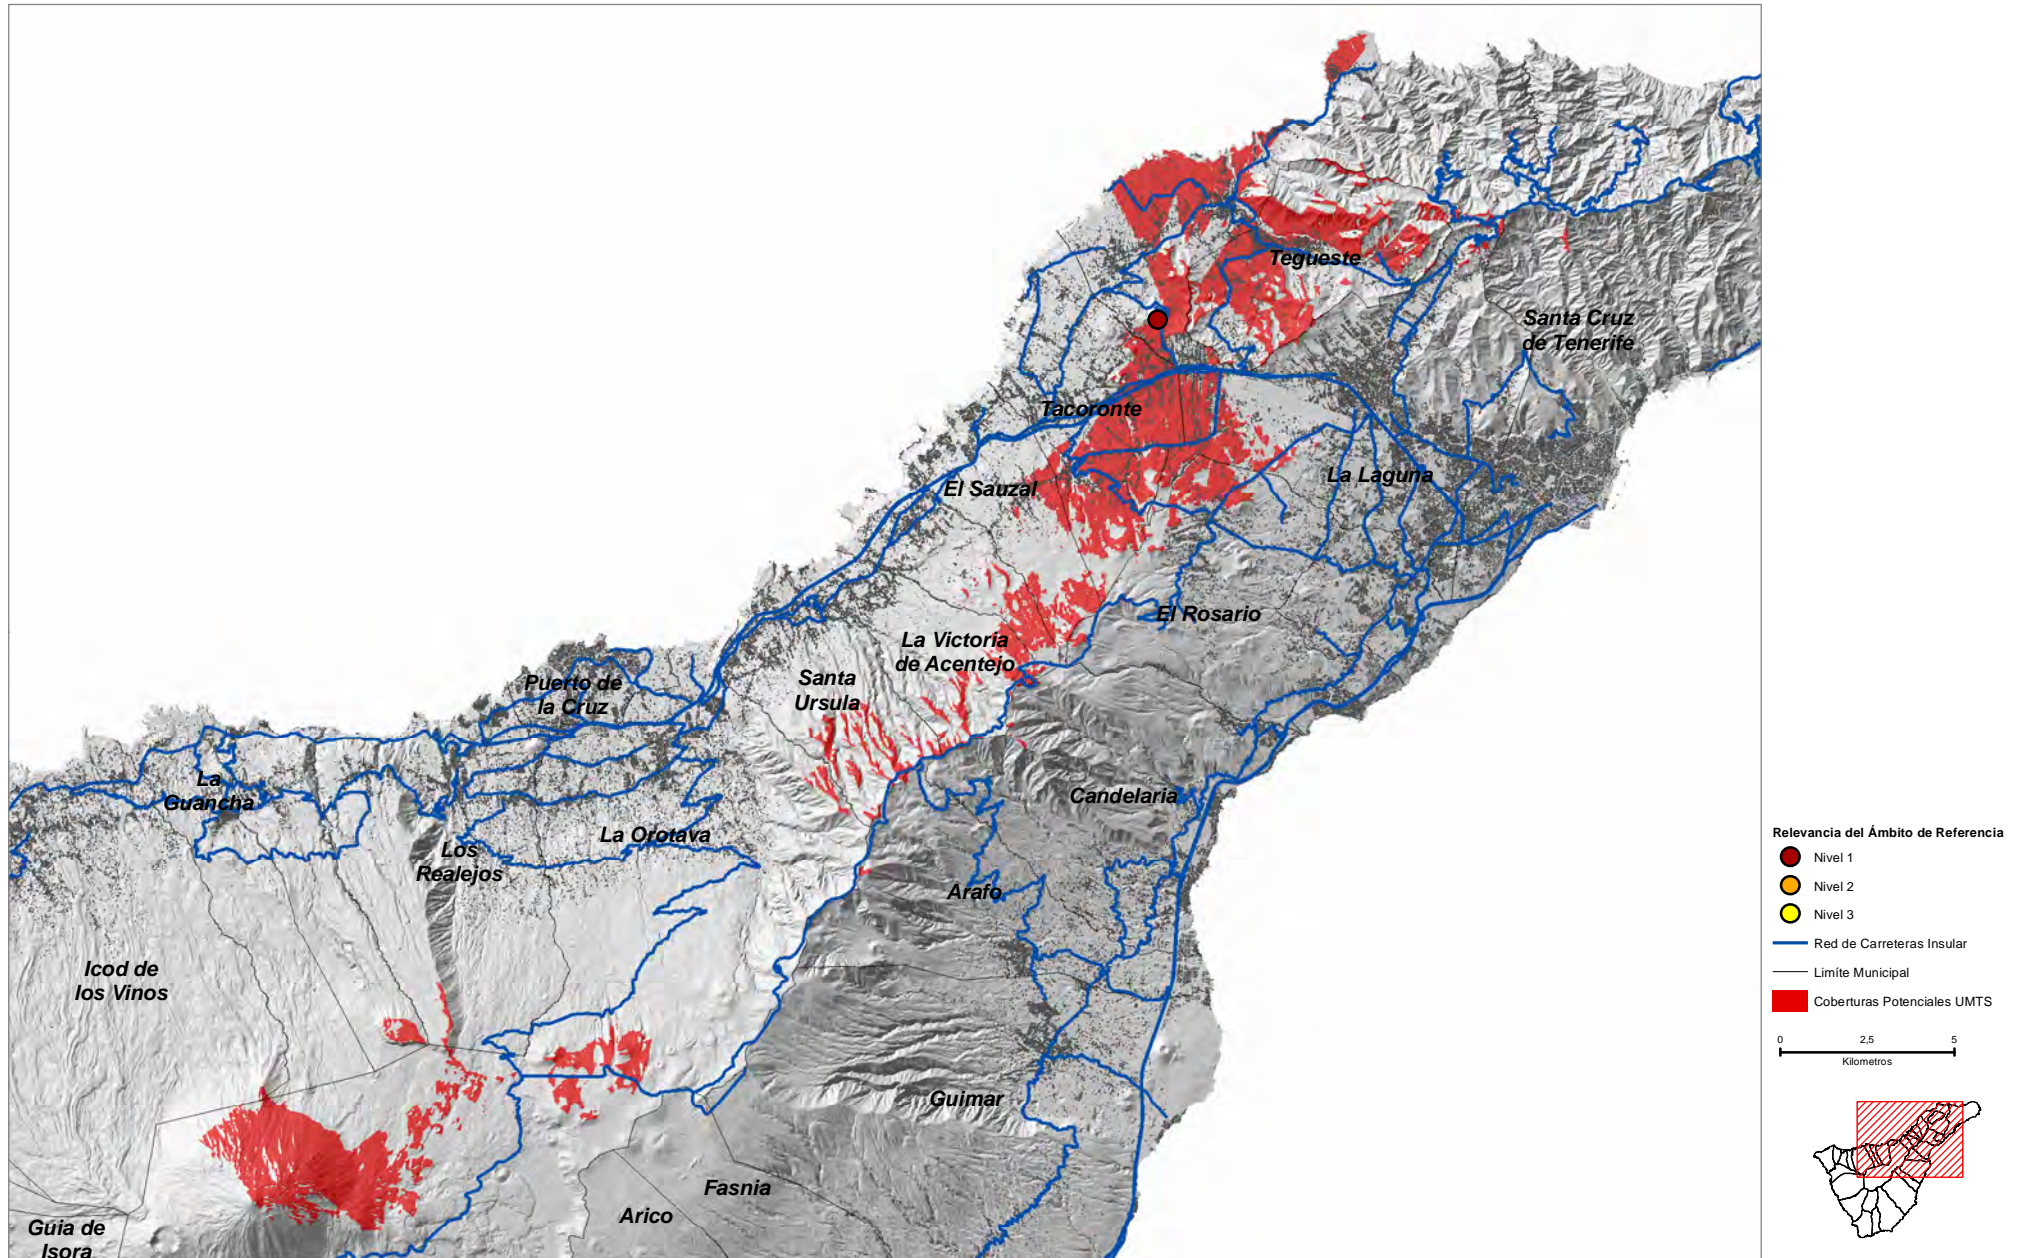 Tegueste
Santa Cruz
de Tenerife
Tacoronte
La Laguna
El Sauzal
El Rosario
La Victoria
de Acentejo
Santa
Ursula
Puerto de
la Cruz
La
Guancha
Candelaria
La Orotava
Los
Realejos
Arafo
Icod de
los Vinos
Guimar
Fasnia
Arico
Guia de
Isora
Relevancia del Ámbito de Referencia
Nivel 1
Nivel 2
Nivel 3
Red de Carreteras Insular
Limíte Municipal
Coberturas Potenciales UMTS
0 2,5 5
Kilometros